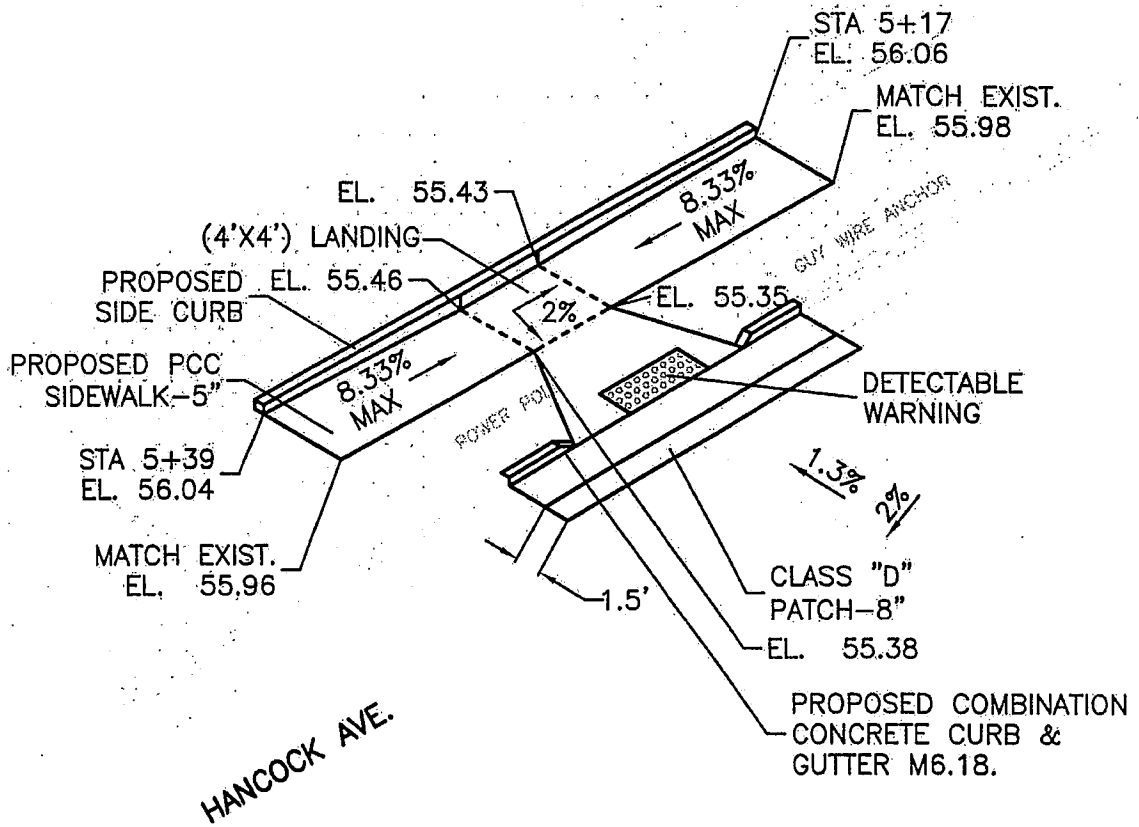 STA 5+17
EL. 56.06
MATCH EXIST.
EL. 55.98
8.33%
MAX
EL. 55.43
(4'X4') LANDING
GUY WIRE ANCHOR
PROPOSED
SIDE CURB
EL. 55.46
EL. 55.35
2%
PROPOSED PCC
SIDEWALK-5"
8.33%
MAX
POWER POL
DETECTABLE
WARNING
STA 5+39
EL. 56.04
1.3%
2%
MATCH EXIST.
EL. 55.96
1.5'
CLASS "D"
PATCH-8"
EL. 55.38
PROPOSED COMBINATION
CONCRETE CURB &
GUTTER M6.18.
HANCOCK AVE.